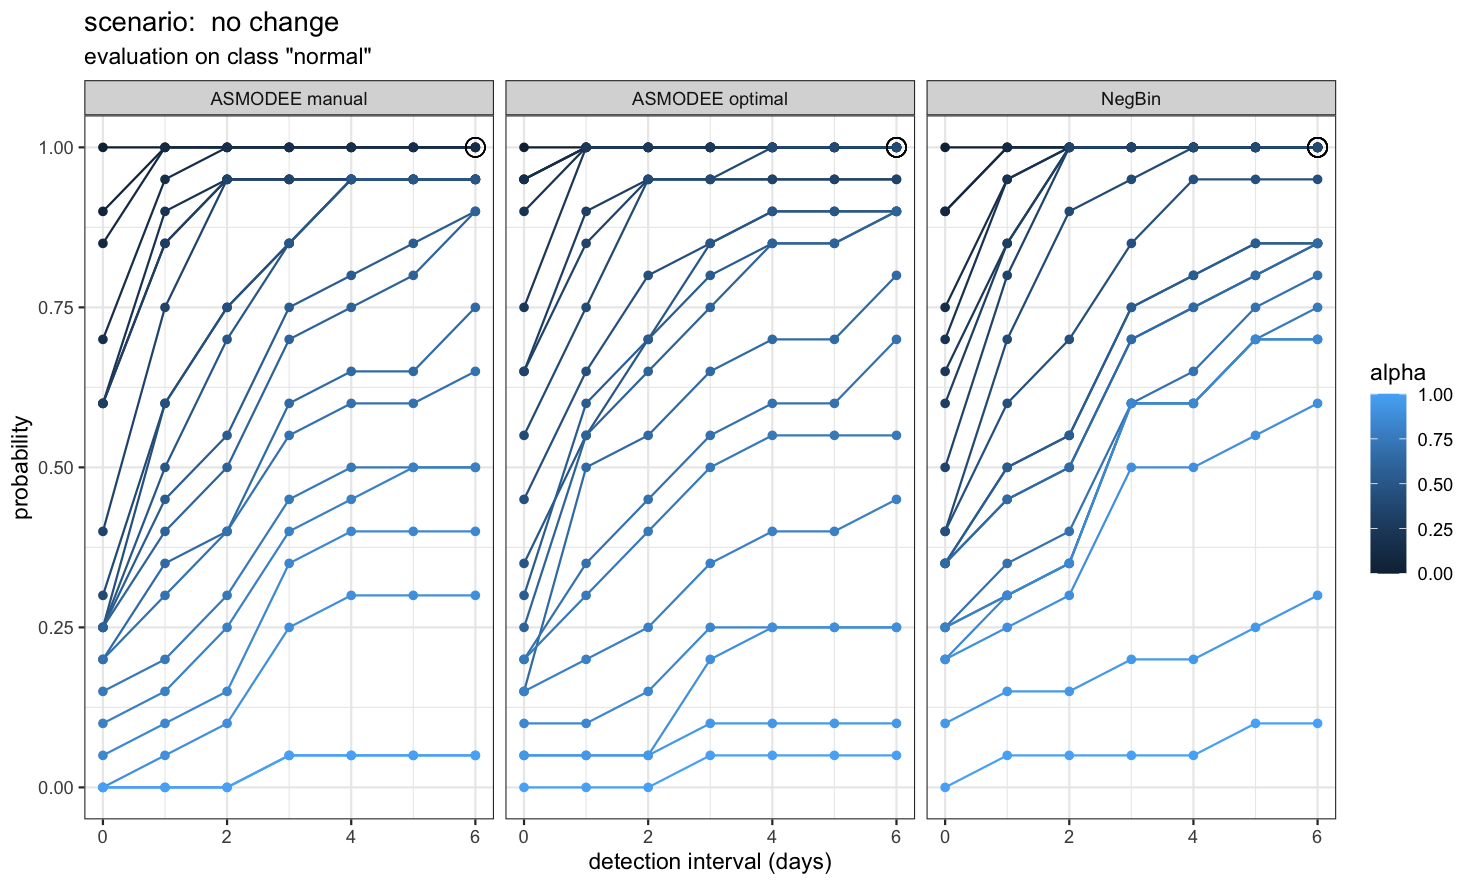 scenario:  no change
evaluation on class "normal"
ASMODEE manual
ASMODEE optimal
NegBin
1.00
0.75
0.50
0.25
0.00
probability
0 2 4 6
0 2 4 6
0 2 4 6
detection interval (days)
alpha
1.00
0.75
0.50
0.25
0.00